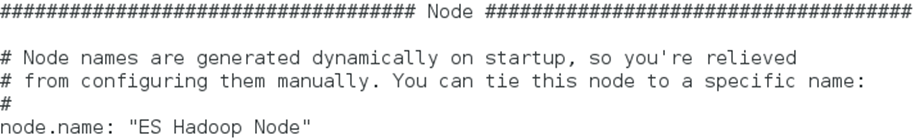 ################################### Node #####################################
# Node names are generated dynamically on startup, so you're relieved
# from configuring them manually. You can tie this node to a specific name:
#
node.name: "ES Hadoop Node"